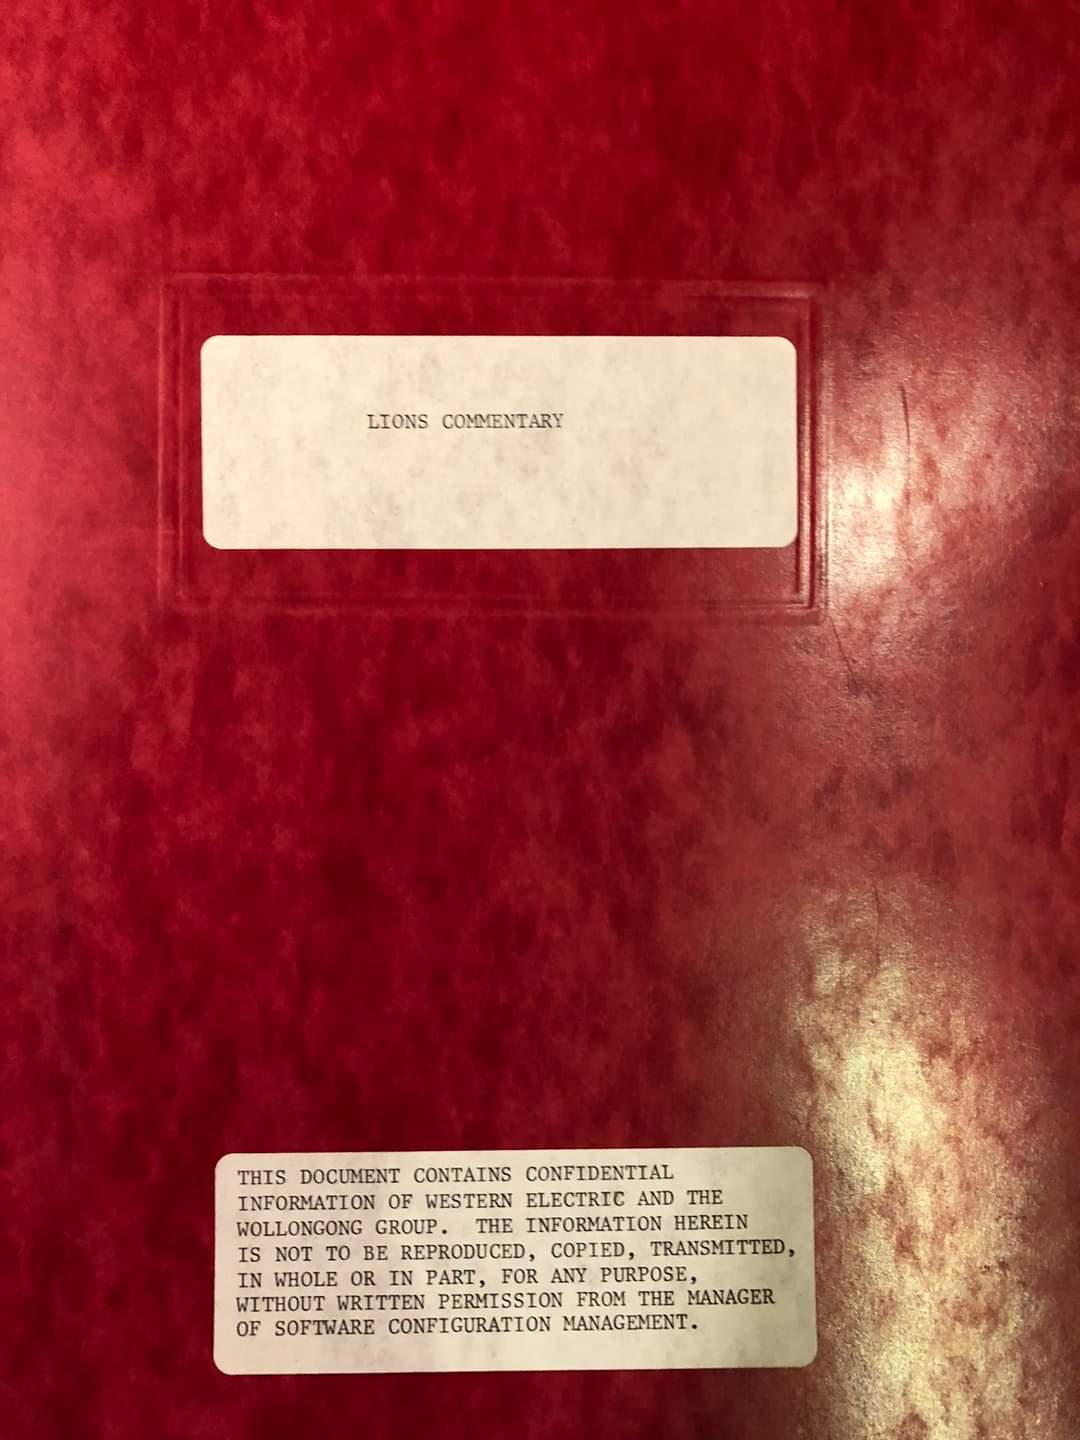 LIONS COMMENTARY
THIS DOCUMENT CONTAINS CONFIDENTIAL
INFORMATION OF WESTERN ELECTRIC AND THE
WOLLONGONG GROUP. THE INFORMATION HEREIN
IS NOT TO BE REPRODUCED, COPIED, TRANSMITTED,
IN WHOLE OR IN PART, FOR ANY PURPOSE,
WITHOUT WRITTEN PERMISSION FROM THE MANAGER
OF SOFTWARE CONFIGURATION MANAGEMENT.